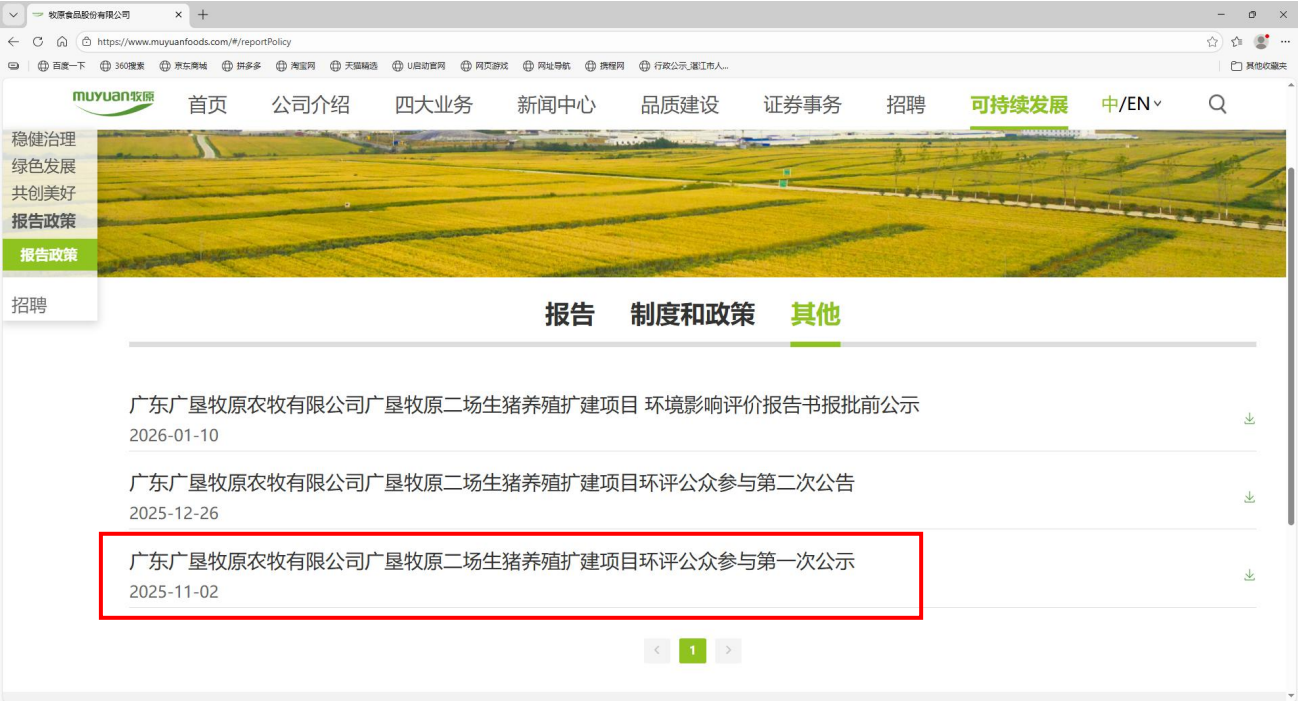 牧原食品股份有限公司
https://www.muyuanfoods.com/#/reportPolicy
百度一下 360搜索 京东商城 拼多多 淘宝网 天猫精选 U启动官网 网页游戏 网址导航 携程网 行政公示_湛江市人... 其他收藏夹
muyuan牧原 首页 公司介绍 四大业务 新闻中心 品质建设 证券事务 招聘 可持续发展 中/EN
稳健治理
绿色发展
共创美好
报告政策
报告政策
招聘
报告 制度和政策 其他
广东广垦牧原农牧有限公司广垦牧原二场生猪养殖扩建项目 环境影响评价报告书报批前公示
2026-01-10
广东广垦牧原农牧有限公司广垦牧原二场生猪养殖扩建项目环评公众参与第二次公告
2025-12-26
广东广垦牧原农牧有限公司广垦牧原二场生猪养殖扩建项目环评公众参与第一次公示
2025-11-02
1